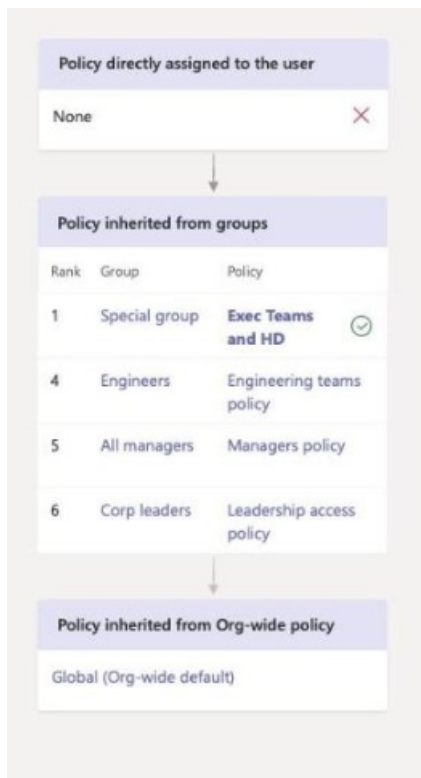 Policy directly assigned to the user
None
Policy inherited from groups
Rank Group Policy
1 Special group Exec Teams
and HD
4 Engineers Engineering teams
policy
5 All managers Managers policy
6 Corp leaders Leadership access
policy
Policy inherited from Org-wide policy
Global (Org-wide default)